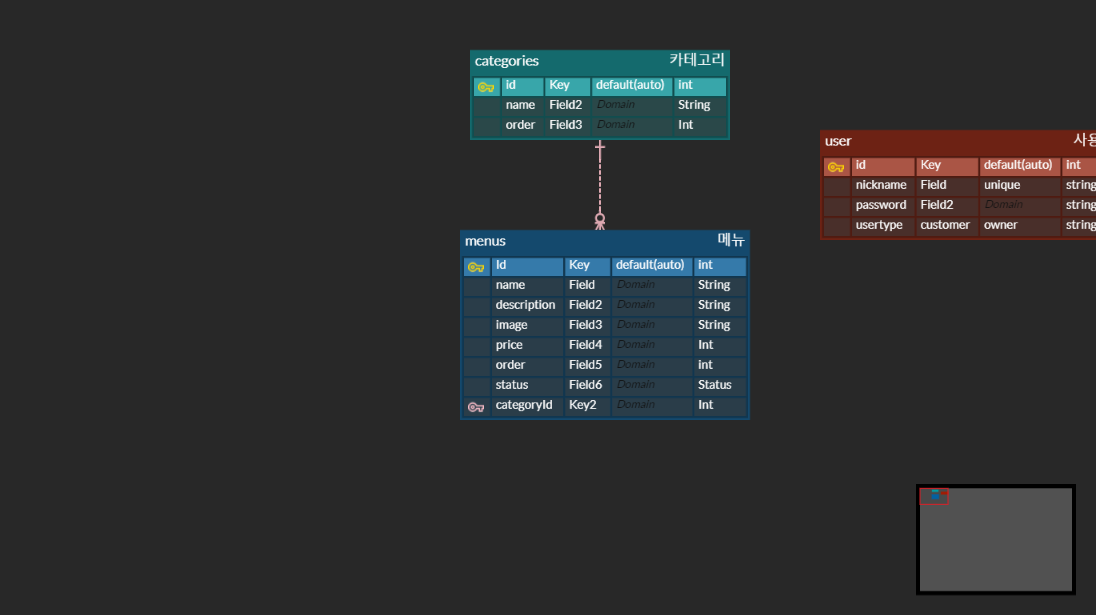 categories 카테고리
id Key default(auto) int
name Field2 Domain String
order Field3 Domain Int
user 사용
id Key default(auto) int
nickname Field unique string
password Field2 Domain string
usertype customer owner string
menus 메뉴
Id Key default(auto) int
name Field Domain String
description Field2 Domain String
image Field3 Domain String
price Field4 Domain Int
order Field5 Domain int
status Field6 Domain Status
categoryId Key2 Domain Int